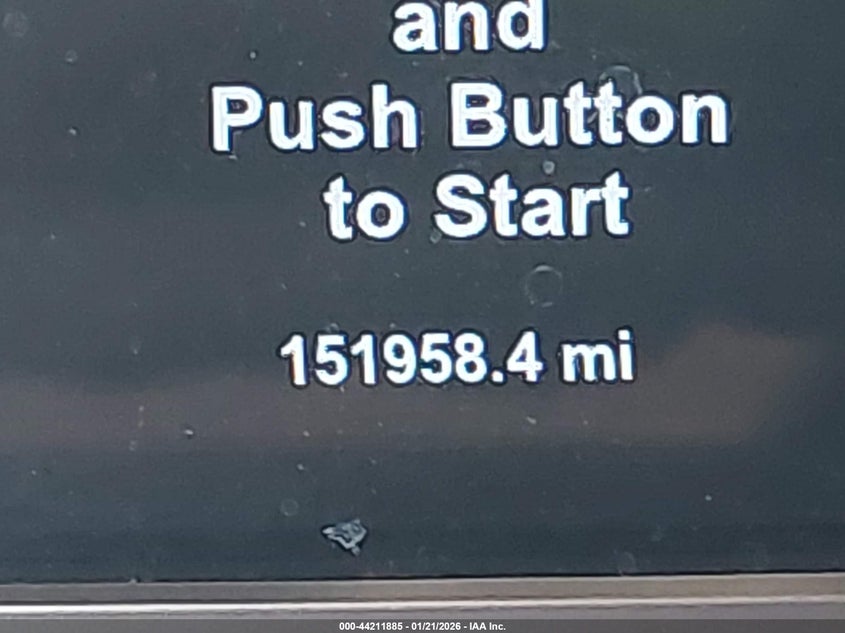 and
Push Button
to Start
151958.4 mi
000-44211885 - 01/21/2026 - IAA Inc.